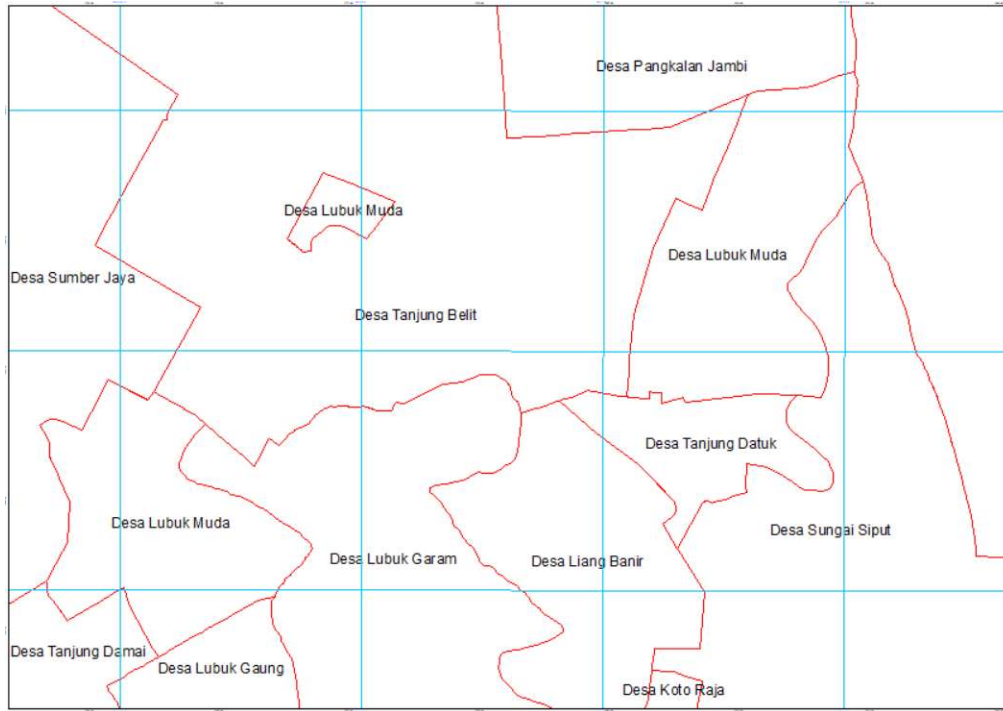 Desa Pangkalan Jambi
Desa Lubuk Muda
Desa Lubuk Muda
Desa Sumber Jaya
Desa Tanjung Belit
Desa Tanjung Datuk
Desa Lubuk Muda
Desa Sungai Siput
Desa Lubuk Garam
Desa Liang Banir
Desa Tanjung Damai
Desa Lubuk Gaung
Desa Koto Raja